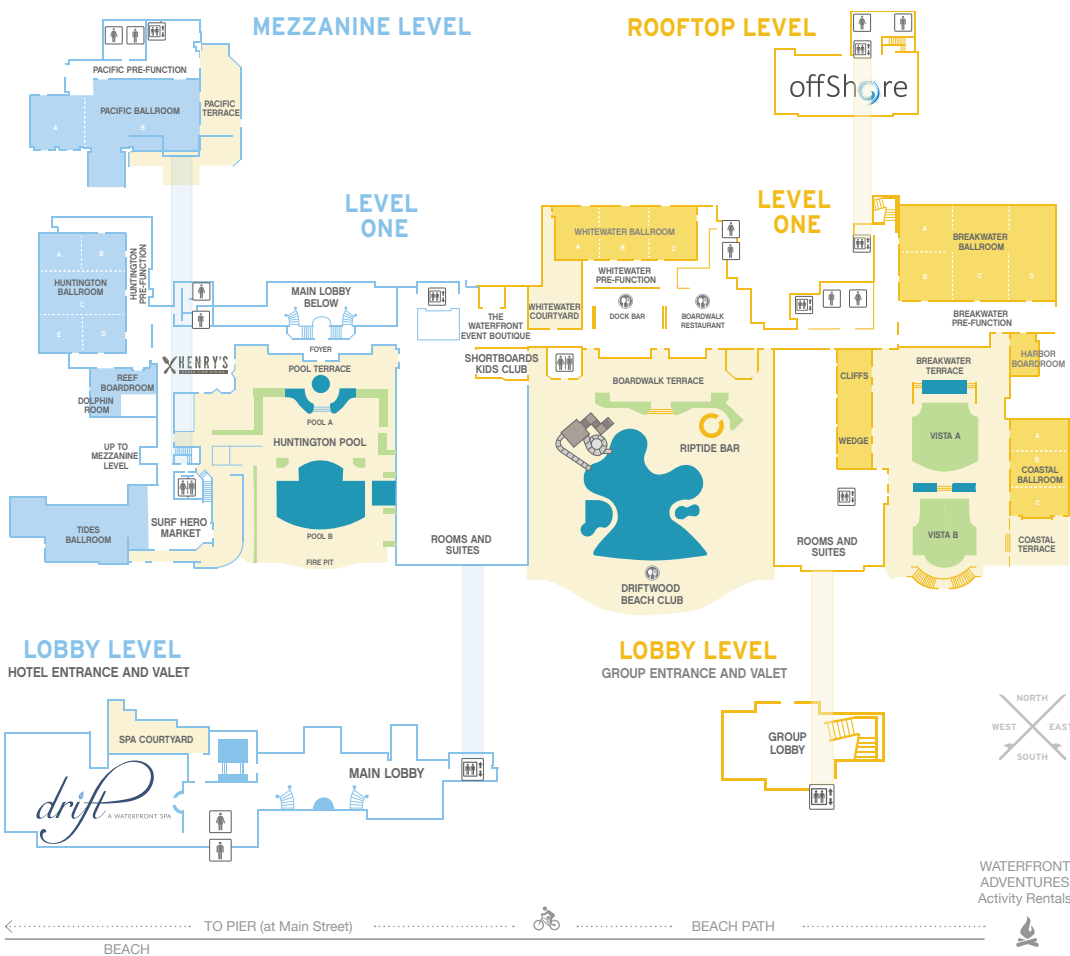 MEZZANINE LEVEL
ROOFTOP LEVEL
PACIFIC PRE-FUNCTION
PACIFIC BALLROOM
A
B
PACIFIC
TERRACE
offShore
LEVEL
ONE
LEVEL
ONE
HUNTINGTON
BALLROOM
A
B
C
E
D
HUNTINGTON
PRE-FUNCTION
MAIN LOBBY
BELOW
FOYER
THE
WATERFRONT
EVENT BOUTIQUE
SHORTBOARDS
KIDS CLUB
WHITEWATER BALLROOM
A
B
C
WHITEWATER
PRE-FUNCTION
WHITEWATER
COURTYARD
DOCK BAR
BOARDWALK
RESTAURANT
BREAKWATER
BALLROOM
A
B
C
D
BREAKWATER
PRE-FUNCTION
HENRY'S
REEF
BOARDROOM
DOLPHIN
ROOM
UP TO
MEZZANINE
LEVEL
TIDES
BALLROOM
SURF HERO
MARKET
POOL TERRACE
POOL A
HUNTINGTON POOL
POOL B
FIRE PIT
ROOMS AND
SUITES
BOARDWALK TERRACE
RIPTIDE BAR
DRIFTWOOD
BEACH CLUB
CLIFFS
WEDGE
ROOMS AND
SUITES
BREAKWATER
TERRACE
VISTA A
VISTA B
HARBOR
BOARDROOM
A
B
COASTAL
BALLROOM
C
COASTAL
TERRACE
LOBBY LEVEL
HOTEL ENTRANCE AND VALET
SPA COURTYARD
drift
A WATERFRONT SPA
MAIN LOBBY
LOBBY LEVEL
GROUP ENTRANCE AND VALET
GROUP
LOBBY
NORTH
WEST
EAST
SOUTH
WATERFRONT
ADVENTURES
Activity Rentals
TO PIER (at Main Street)
BEACH PATH
BEACH